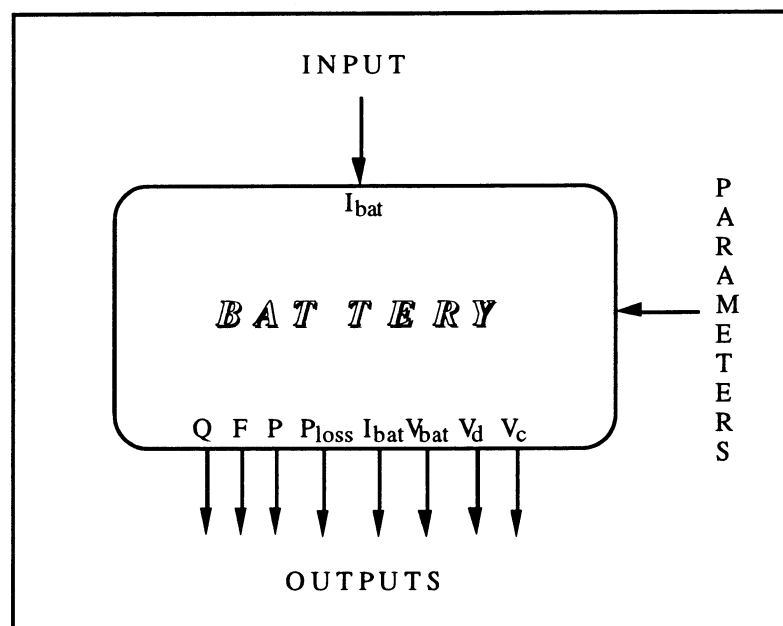 INPUT
Ibat
PARAMETERS
BATTERY
Q F P Ploss Ibat Vbat Vd Vc
OUTPUTS